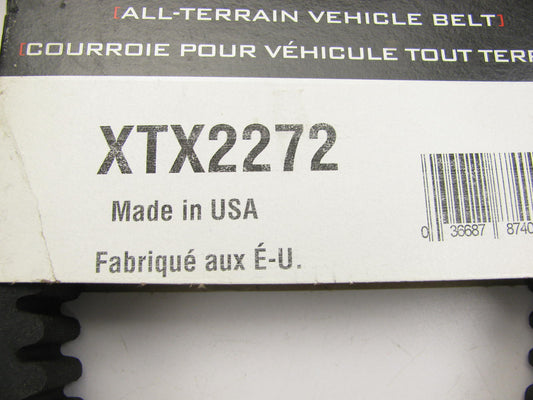 [ALL-TERRAIN VEHICLE BELT]
[COURROIE POUR VÉHICULE TOUT TERR
XTX2272
Made in USA
Fabriqué aux É-U.
0 36687 8740